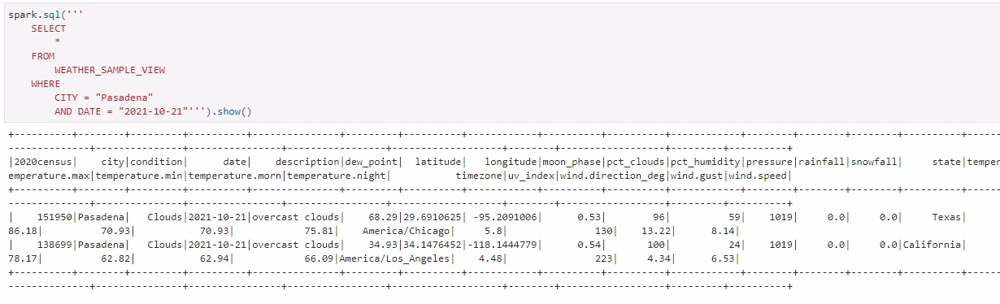 spark.sql('''
    SELECT
        *
    FROM
        WEATHER_SAMPLE_VIEW
    WHERE
        CITY = "Pasadena"
        AND DATE = "2021-10-21"''').show()
+---------+--------+---------+----------+---------------+---------+----------+------------+----------+----------+------------+--------+--------+--------+----------+------
--------------+---------------+----------------+-----------------+-------------------+--------+------------------+---------+----------+
|2020census|    city|condition|      date|    description|dew_point|  latitude|   longitude|moon_phase|pct_clouds|pct_humidity|pressure|rainfall|snowfall|     state|temper
emperature.max|temperature.min|temperature.morn|temperature.night|           timezone|uv_index|wind.direction_deg|wind.gust|wind.speed|
+---------+--------+---------+----------+---------------+---------+----------+------------+----------+----------+------------+--------+--------+--------+----------+------
--------------+---------------+----------------+-----------------+-------------------+--------+------------------+---------+----------+
|    151950|Pasadena|   Clouds|2021-10-21|overcast clouds|    68.29|29.6910625| -95.2091006|      0.53|        96|          59|    1019|     0.0|     0.0|     Texas|
86.18|          70.93|           70.93|            75.81|    America/Chicago|     5.8|               130|    13.22|      8.14|
|    138699|Pasadena|   Clouds|2021-10-21|overcast clouds|    34.93|34.1476452|-118.1444779|      0.54|       100|          24|    1019|     0.0|     0.0|California|
78.17|          62.82|           62.94|            66.09|America/Los_Angeles|    4.48|               223|     4.34|      6.53|
+---------+--------+---------+----------+---------------+---------+----------+------------+----------+----------+------------+--------+--------+--------+----------+------
--------------+---------------+----------------+-----------------+-------------------+--------+------------------+---------+----------+